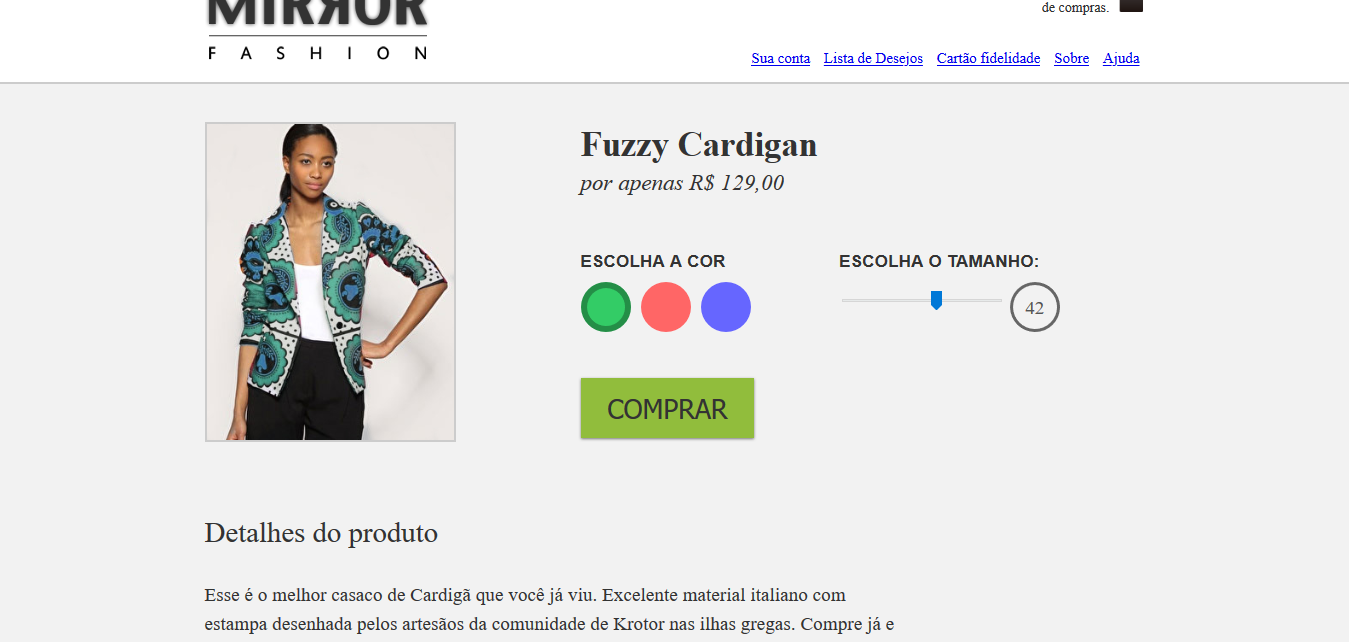 MIRROR
FASHION
de compras.
Sua conta Lista de Desejos Cartão fidelidade Sobre Ajuda
Fuzzy Cardigan
por apenas R$ 129,00
ESCOLHA A COR
ESCOLHA O TAMANHO:
42
COMPRAR
Detalhes do produto
Esse é o melhor casaco de Cardigã que você já viu. Excelente material italiano com
estampa desenhada pelos artesãos da comunidade de Krotor nas ilhas gregas. Compre já e